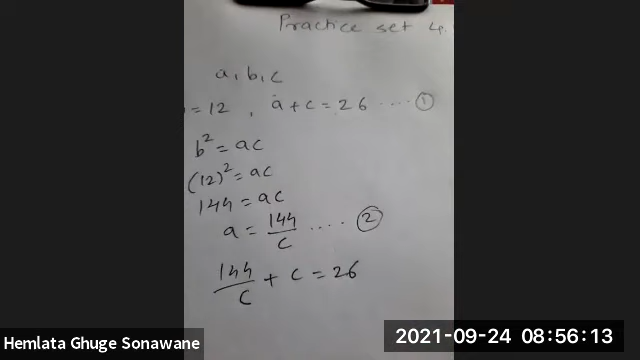 Practice set 4.
a, b, c
= 12 , a + c = 26 ---- ①
b² = ac
(12)² = ac
144 = ac
a = 144/c ---- ②
144/c + c = 26
Hemlata Ghuge Sonawane
2021-09-24 08:56:13